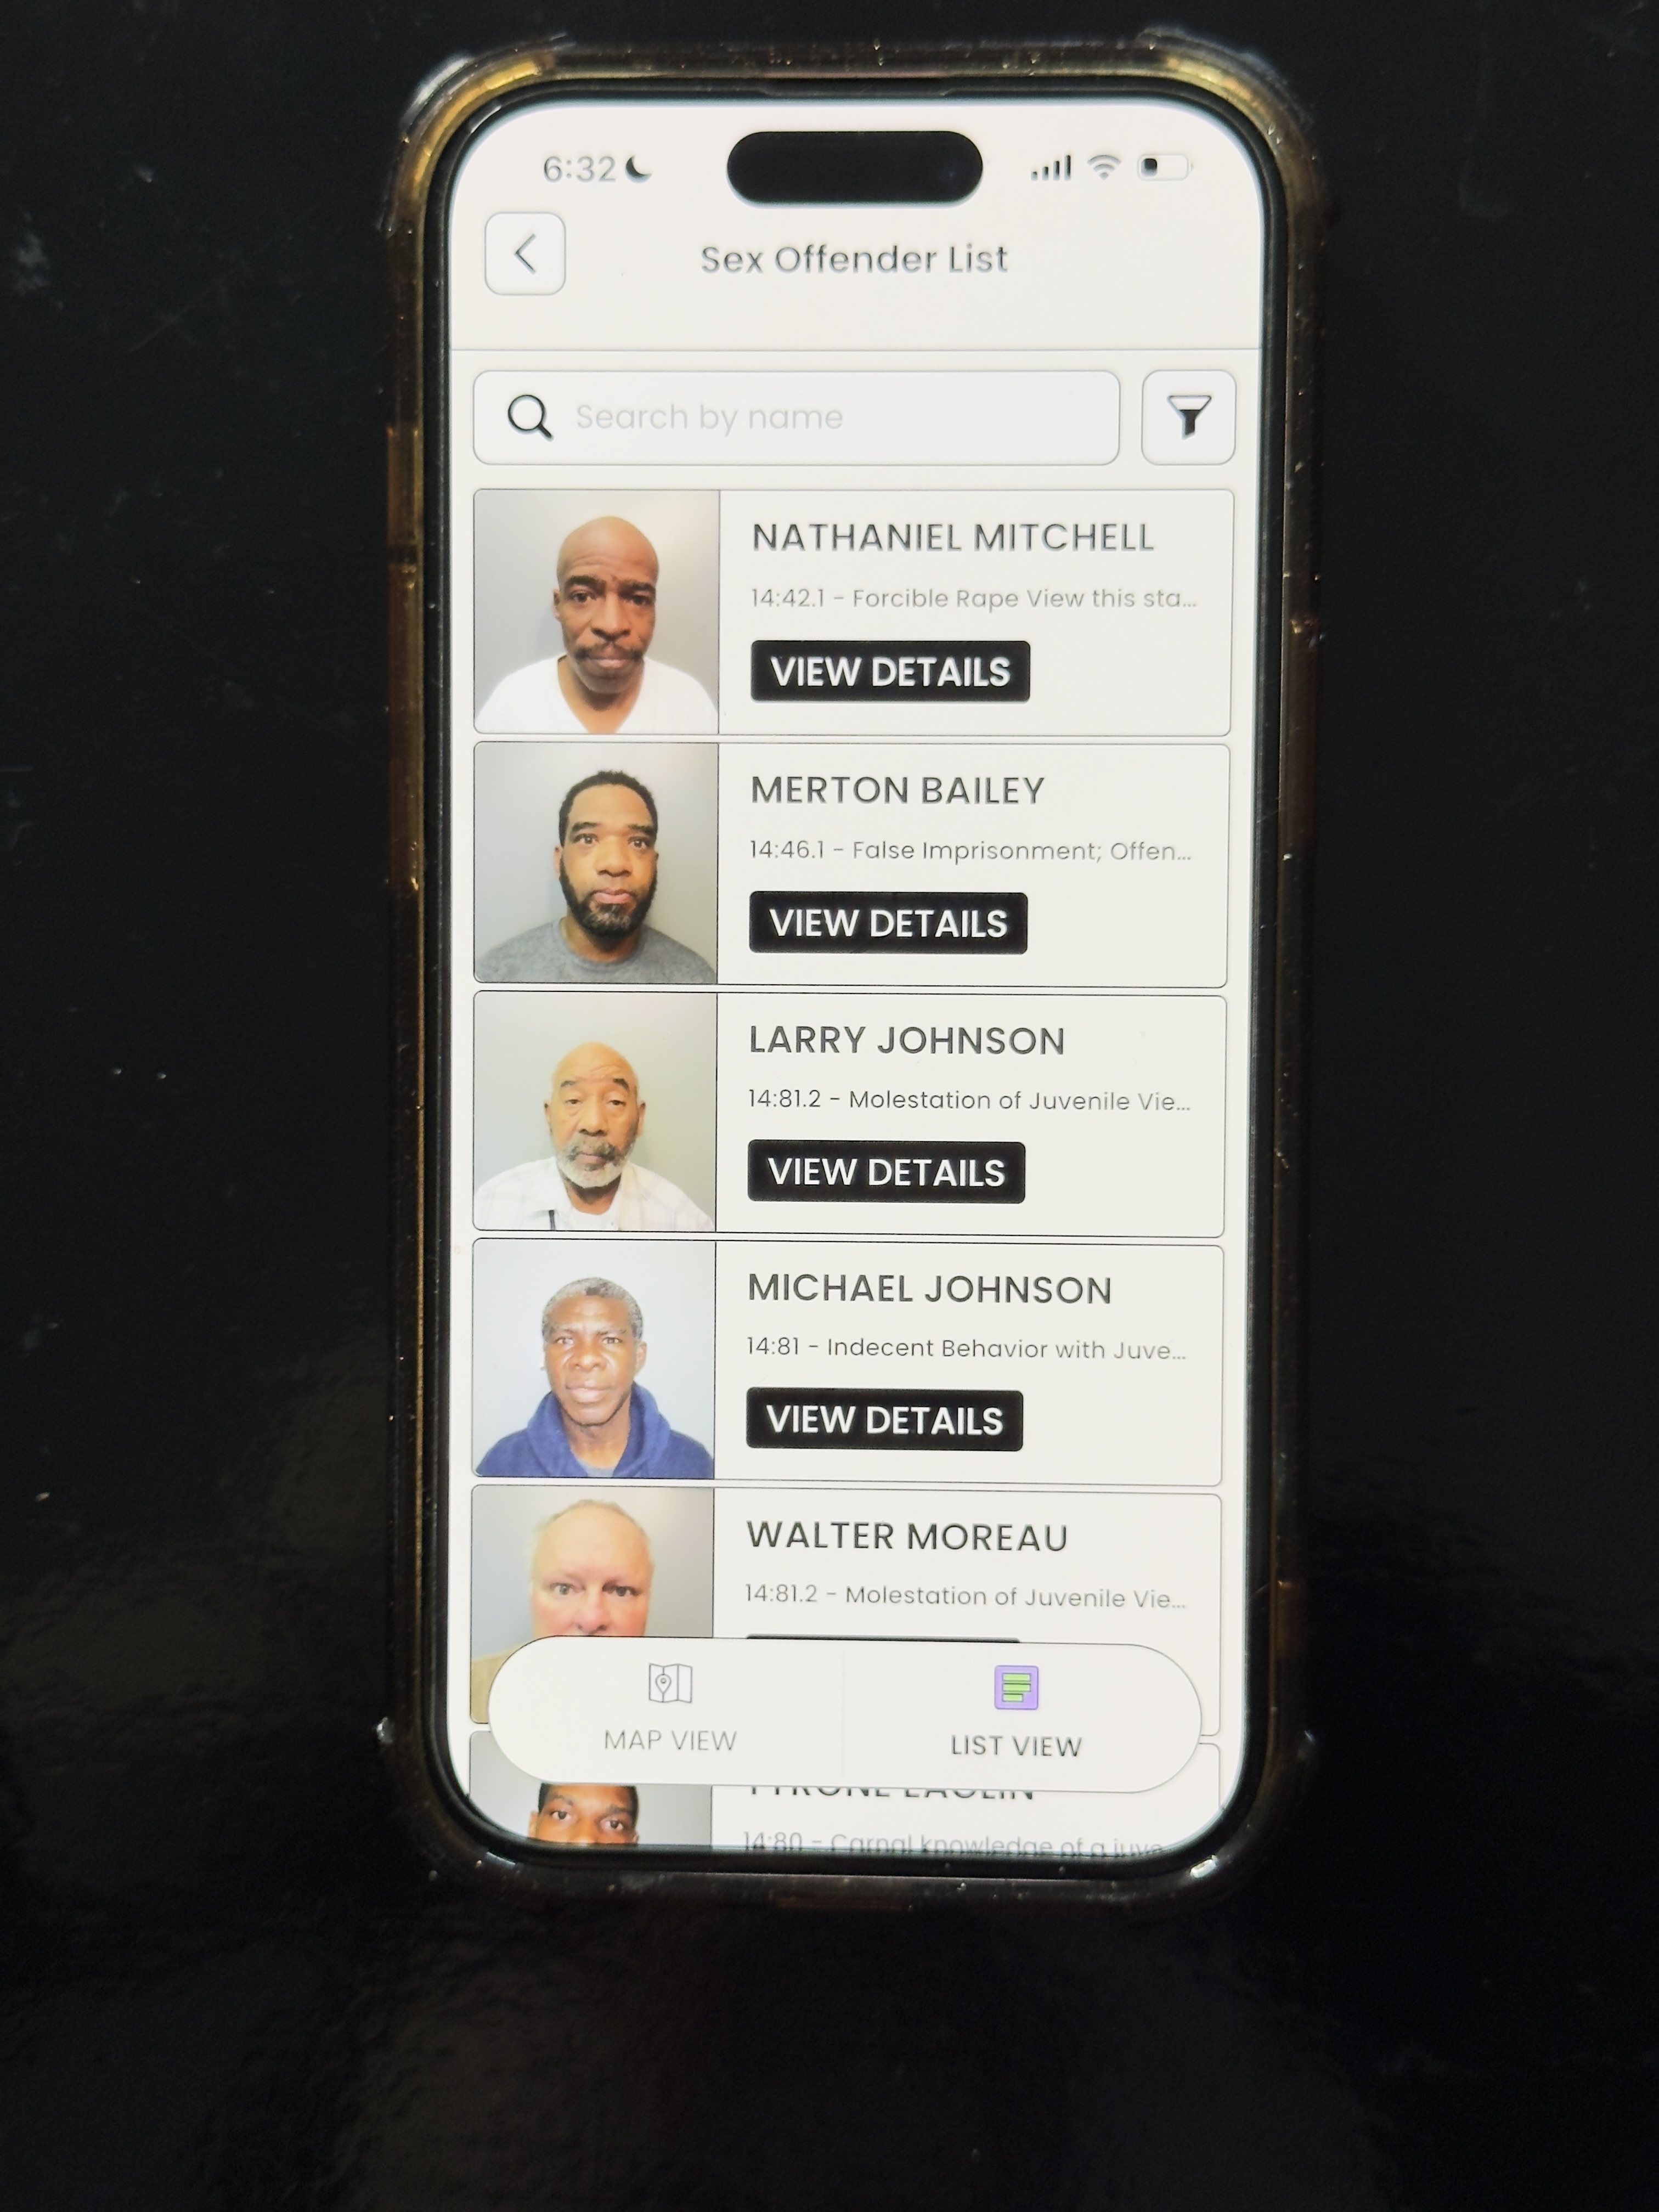 6:32
Sex Offender List
Search by name
NATHANIEL MITCHELL
14:42.1 - Forcible Rape View this sta...
VIEW DETAILS
MERTON BAILEY
14:46.1 - False Imprisonment; Offen...
VIEW DETAILS
LARRY JOHNSON
14:81.2 - Molestation of Juvenile Vie...
VIEW DETAILS
MICHAEL JOHNSON
14:81 - Indecent Behavior with Juve...
VIEW DETAILS
WALTER MOREAU
14:81.2 - Molestation of Juvenile Vie...
MAP VIEW
LIST VIEW
14:80 - Carnal knowledge of a juve...